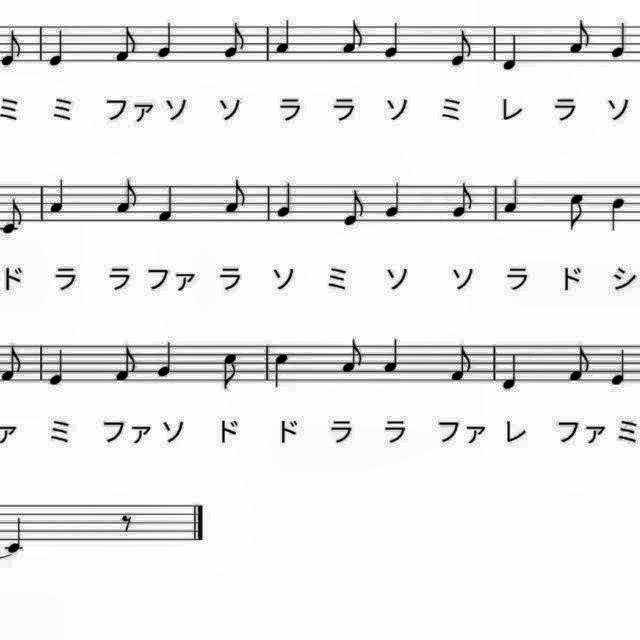 ミ ミ ファ ソ ソ ラ ラ ソ ミ レ ラ ソ
ド ラ ラ ファ ラ ソ ミ ソ ソ ラ ド シ
ァ ミ ファ ソ ド ド ラ ラ ファ レ ファ ミ